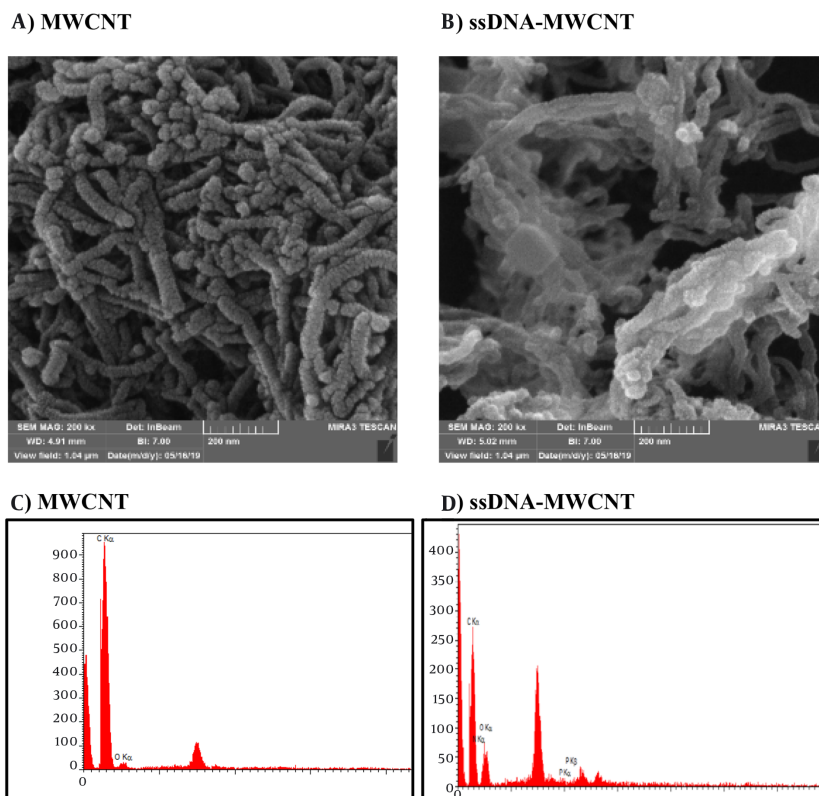 A) MWCNT
B) ssDNA-MWCNT
SEM MAG: 200 kx Det: InBeam MIRA3 TESCAN
WD: 4.91 mm BI: 7.00 200 nm
View field: 1.04 μm Date(m/d/y): 05/16/19
SEM MAG: 200 kx Det: InBeam MIRA3 TESCAN
WD: 5.02 mm BI: 7.00 200 nm
View field: 1.04 μm Date(m/d/y): 05/16/19
C) MWCNT
C Kα
900
800
700
600
500
400
300
200
100
0
O Kα
0
D) ssDNA-MWCNT
400
350
300
250
200
150
100
50
0
C Kα
O Kα
Kα
P Kβ
P Kα
0